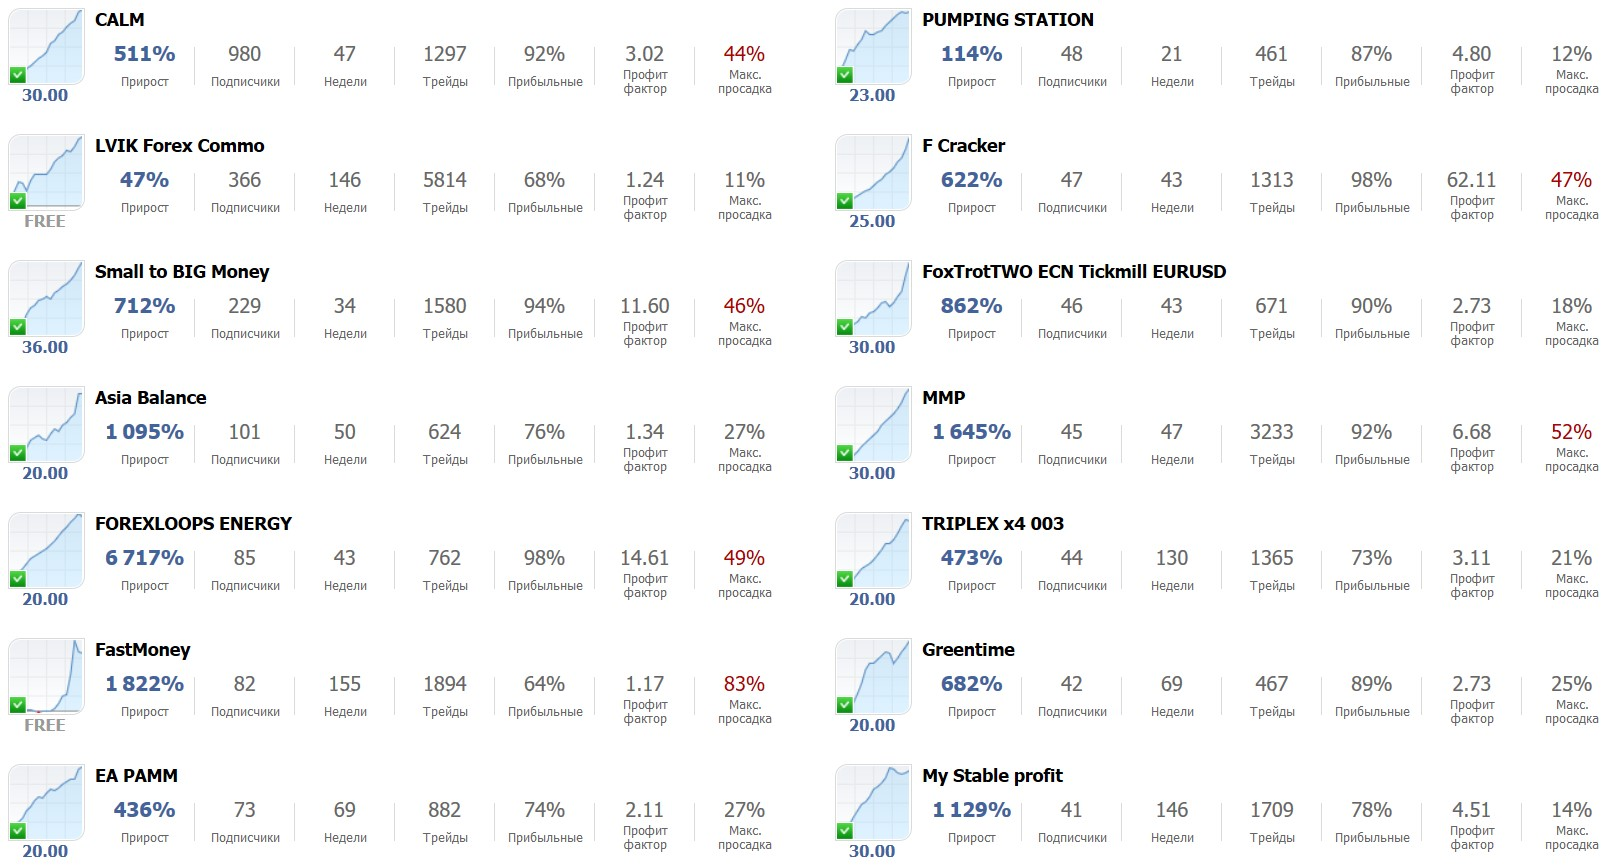 CALM
511% 980 47 1297 92% 3.02 44%
Прирост Подписчики Недели Трейды Прибыльные Профит фактор Макс. просадка
30.00
LVIK Forex Commo
47% 366 146 5814 68% 1.24 11%
Прирост Подписчики Недели Трейды Прибыльные Профит фактор Макс. просадка
FREE
Small to BIG Money
712% 229 34 1580 94% 11.60 46%
Прирост Подписчики Недели Трейды Прибыльные Профит фактор Макс. просадка
36.00
Asia Balance
1 095% 101 50 624 76% 1.34 27%
Прирост Подписчики Недели Трейды Прибыльные Профит фактор Макс. просадка
20.00
FOREXLOOPS ENERGY
6 717% 85 43 762 98% 14.61 49%
Прирост Подписчики Недели Трейды Прибыльные Профит фактор Макс. просадка
20.00
FastMoney
1 822% 82 155 1894 64% 1.17 83%
Прирост Подписчики Недели Трейды Прибыльные Профит фактор Макс. просадка
FREE
EA PAMM
436% 73 69 882 74% 2.11 27%
Прирост Подписчики Недели Трейды Прибыльные Профит фактор Макс. просадка
20.00
PUMPING STATION
114% 48 21 461 87% 4.80 12%
Прирост Подписчики Недели Трейды Прибыльные Профит фактор Макс. просадка
23.00
F Cracker
622% 47 43 1313 98% 62.11 47%
Прирост Подписчики Недели Трейды Прибыльные Профит фактор Макс. просадка
25.00
FoxTrotTWO ECN Tickmill EURUSD
862% 46 43 671 90% 2.73 18%
Прирост Подписчики Недели Трейды Прибыльные Профит фактор Макс. просадка
30.00
MMP
1 645% 45 47 3233 92% 6.68 52%
Прирост Подписчики Недели Трейды Прибыльные Профит фактор Макс. просадка
30.00
TRIPLEX x4 003
473% 44 130 1365 73% 3.11 21%
Прирост Подписчики Недели Трейды Прибыльные Профит фактор Макс. просадка
20.00
Greentime
682% 42 69 467 89% 2.73 25%
Прирост Подписчики Недели Трейды Прибыльные Профит фактор Макс. просадка
20.00
My Stable profit
1 129% 41 146 1709 78% 4.51 14%
Прирост Подписчики Недели Трейды Прибыльные Профит фактор Макс. просадка
30.00